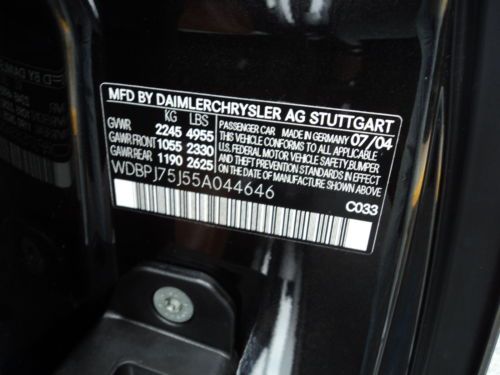 MFD BY DAIMLERCHRYSLER AG STUTTGART
KG LBS
GVWR 2245 4955
GAWR FRONT 1055 2330
GAWR REAR 1190 2625
PASSENGER CAR MADE IN GERMANY 07/04
THIS VEHICLE CONFORMS TO ALL APPLICABLE
U.S. FEDERAL MOTOR VEHICLE SAFETY, BUMPER
AND THEFT PREVENTION STANDARDS IN EFFECT
ON THE DATE OF MANUFACTURE SHOWN ABOVE
WDBPJ75J55A044646
C033
D BY DAIML